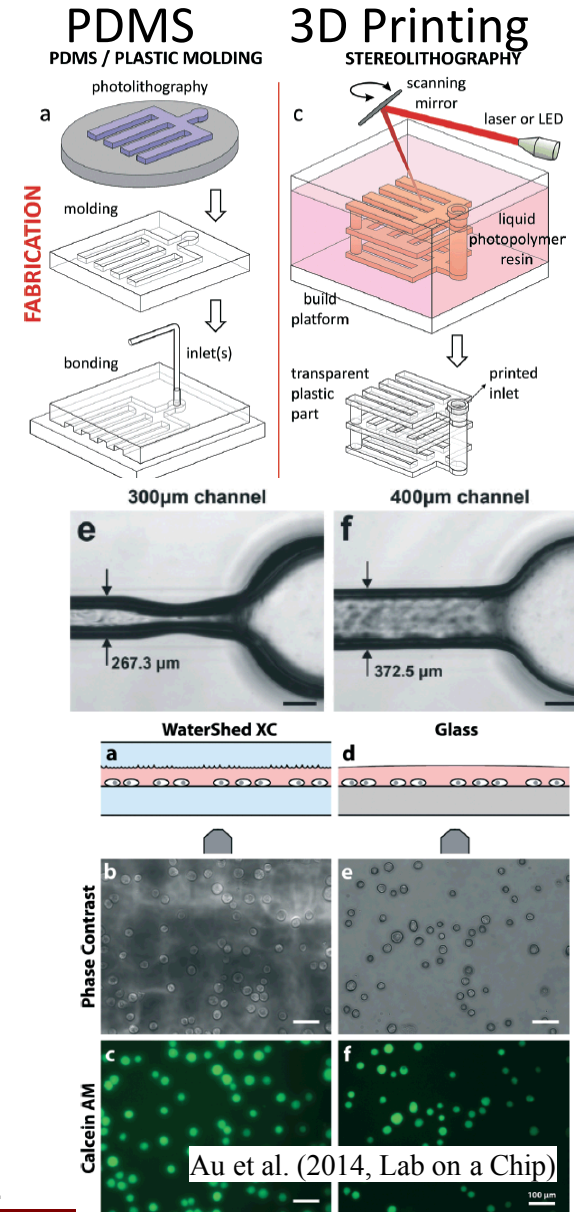 PDMS
PDMS / PLASTIC MOLDING
FABRICATION
a
photolithography
molding
bonding
inlet(s)
3D Printing
STEREOLITHOGRAPHY
c
scanning
mirror
laser or LED
liquid
photopolymer
resin
build
platform
transparent
plastic
part
printed
inlet
300µm channel
e
267.3 µm
400µm channel
f
372.5 µm
WaterShed XC
Glass
a
d
Phase Contrast
b
e
Calcein AM
c
f
Au et al. (2014, Lab on a Chip)
100 µm